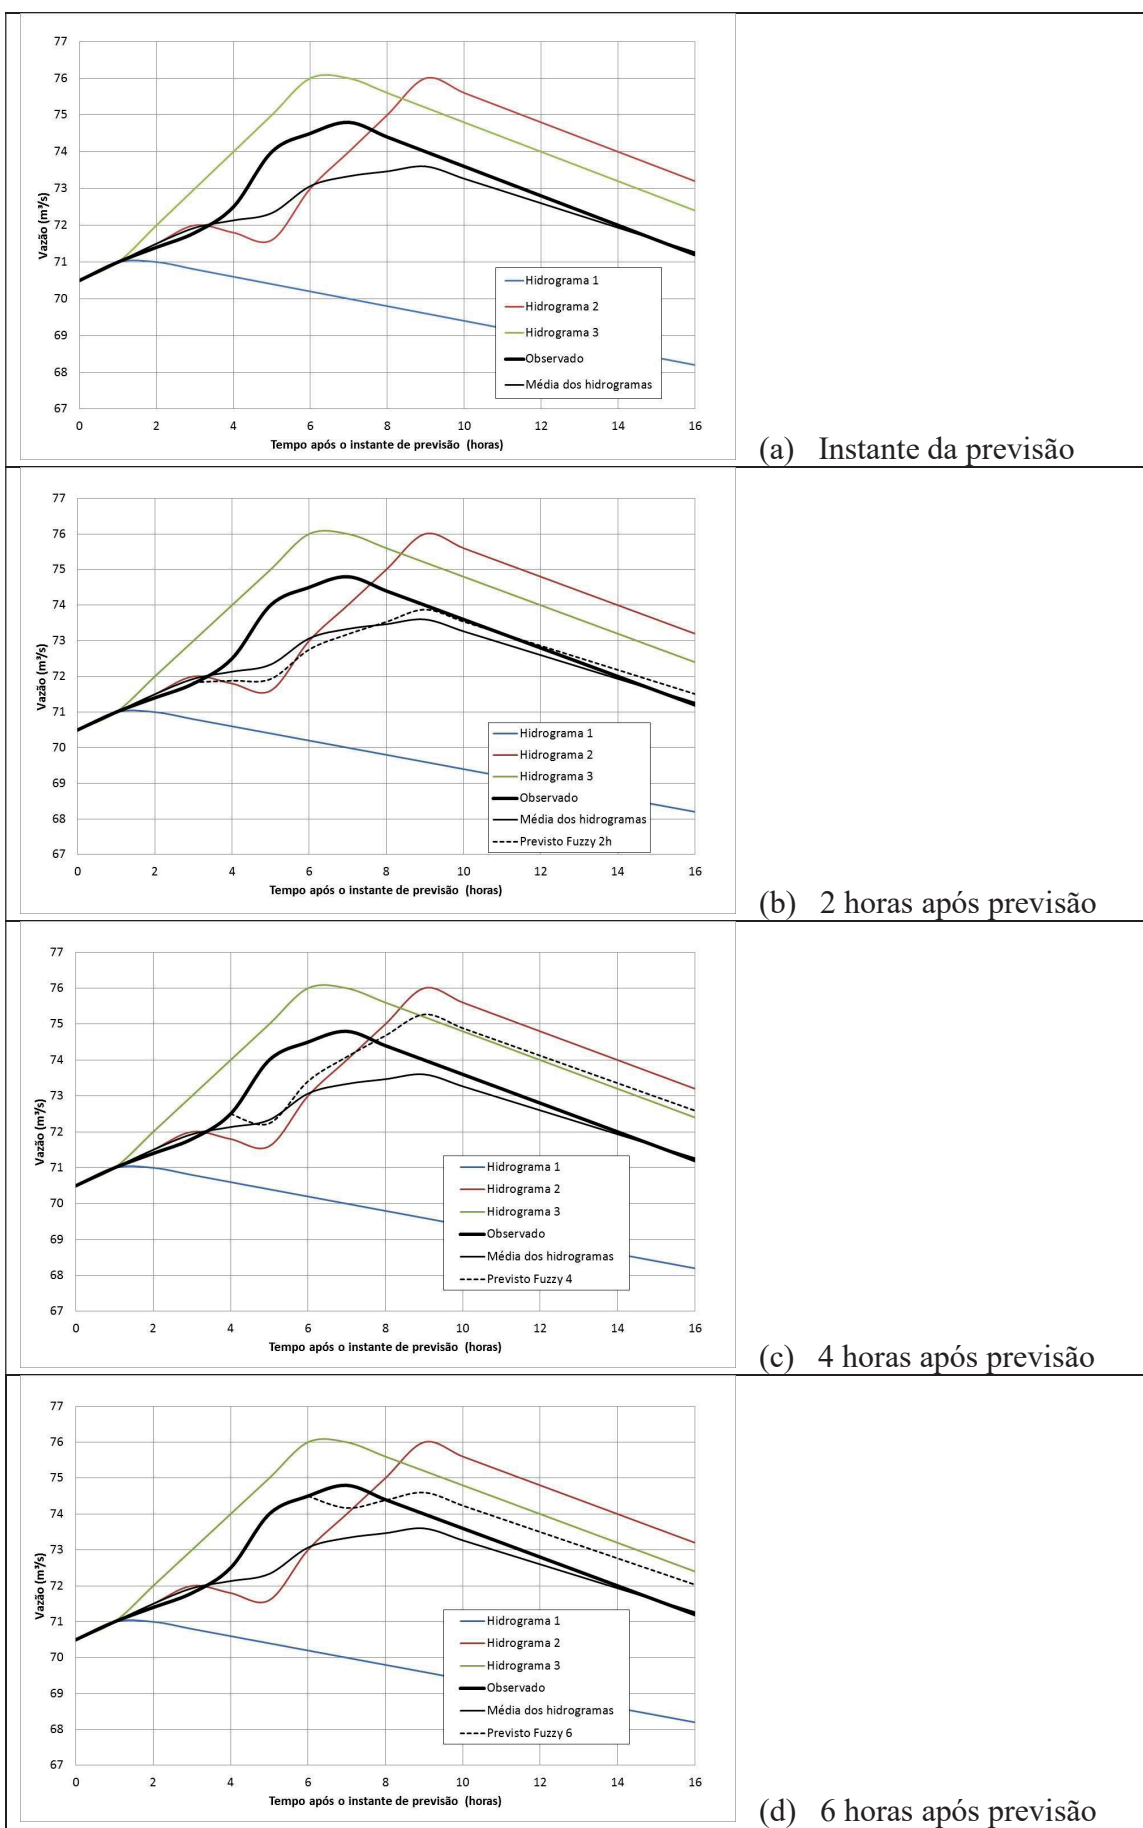 77
76
75
74
73
72
71
70
69
68
67
Vazão (m³/s)
0 2 4 6 8 10 12 14 16
Tempo após o instante de previsão (horas)
Hidrograma 1
Hidrograma 2
Hidrograma 3
Observado
Média dos hidrogramas
(a) Instante da previsão
77
76
75
74
73
72
71
70
69
68
67
Vazão (m³/s)
0 2 4 6 8 10 12 14 16
Tempo após o instante de previsão (horas)
Hidrograma 1
Hidrograma 2
Hidrograma 3
Observado
Média dos hidrogramas
Previsto Fuzzy 2h
(b) 2 horas após previsão
77
76
75
74
73
72
71
70
69
68
67
Vazão (m³/s)
0 2 4 6 8 10 12 14 16
Tempo após o instante de previsão (horas)
Hidrograma 1
Hidrograma 2
Hidrograma 3
Observado
Média dos hidrogramas
Previsto Fuzzy 4
(c) 4 horas após previsão
77
76
75
74
73
72
71
70
69
68
67
Vazão (m³/s)
0 2 4 6 8 10 12 14 16
Tempo após o instante de previsão (horas)
Hidrograma 1
Hidrograma 2
Hidrograma 3
Observado
Média dos hidrogramas
Previsto Fuzzy 6
(d) 6 horas após previsão